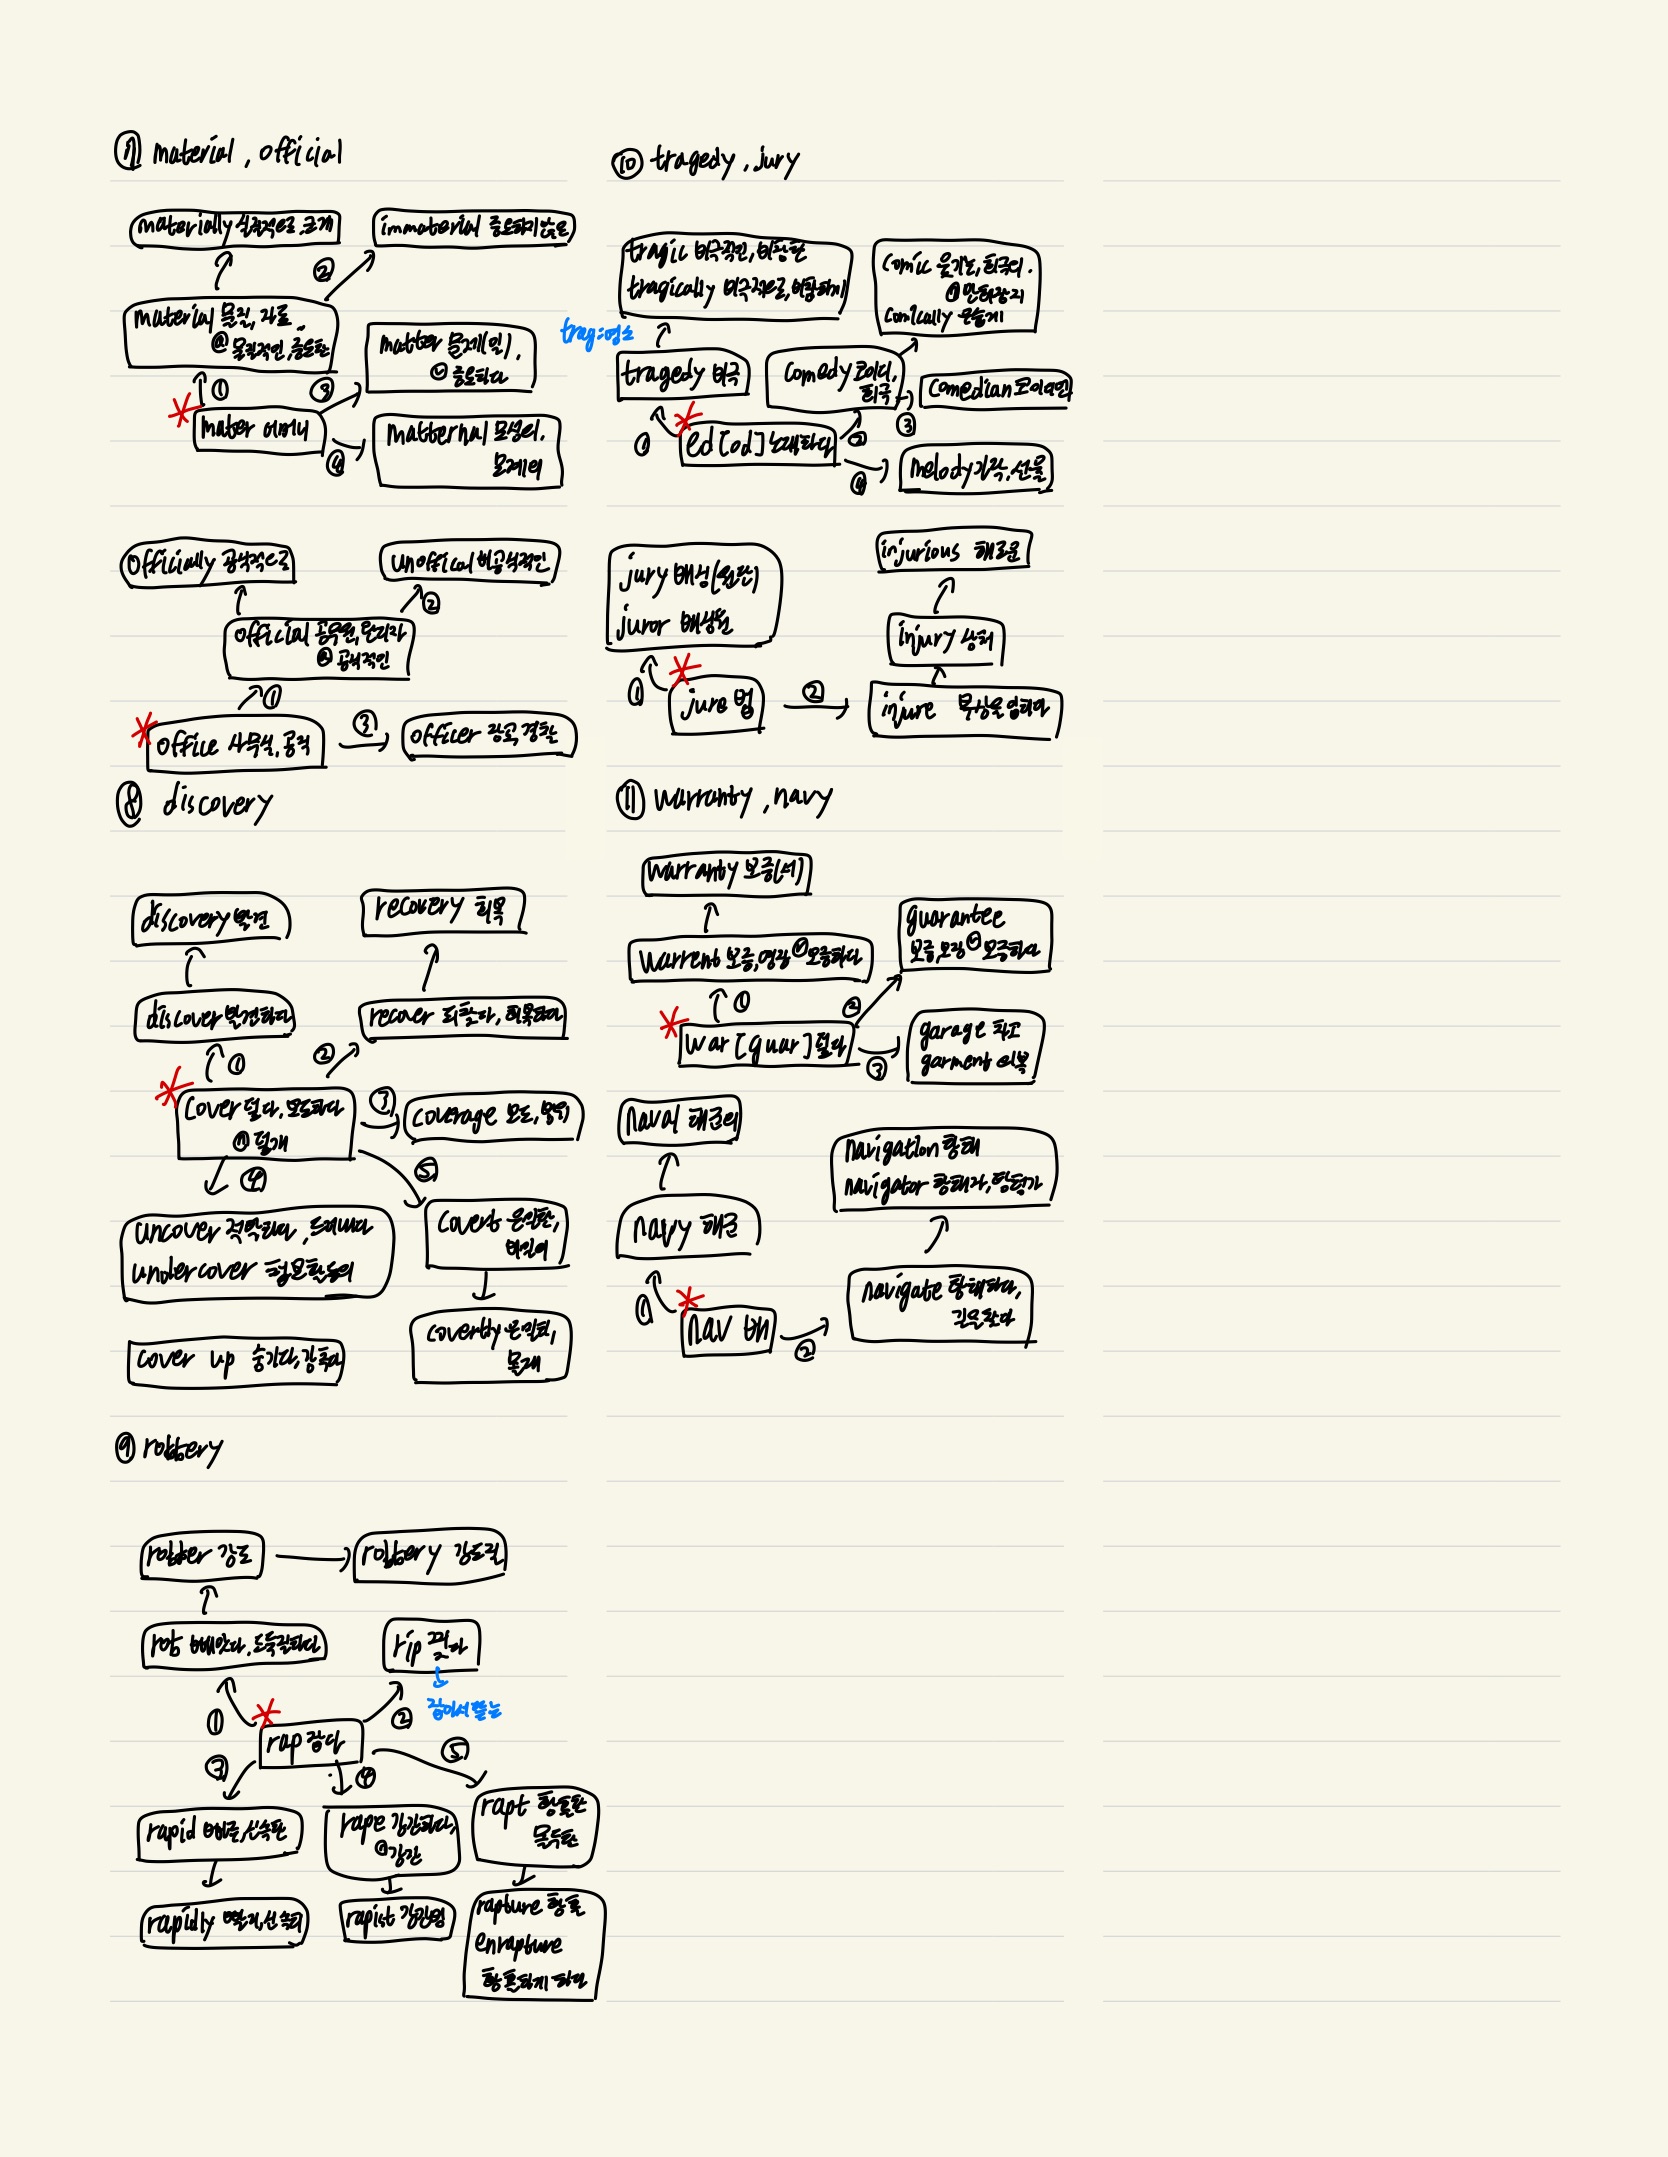 ⑦ material, official
materially 실질적으로, 크게
immaterial 중요하지 않은
②
material 물질, 자료
ⓐ 물질적인, 중요한
matter 문제(일),
ⓥ 중요하다
①
③
mater 어머니
matternal 모성의,
모계의
④
officially 공식적으로
unofficial 비공식적인
②
official 공무원, 관리자
ⓐ 공식적인
①
office 사무실, 공직
③
officer 장교, 경찰
⑧ discovery
discovery 발견
recovery 회복
discover 발견하다
recover 되찾다, 회복하다
①
②
cover 덮다, 보도하다
ⓝ 덮개
③
coverage 보도, 범위
④
⑤
uncover 적발하다, 드러내다
undercover 첩보활동의
covert 은밀한,
비밀의
covertly 은밀히,
몰래
cover up 숨기다, 감추다
⑨ robbery
robber 강도
robbery 강도질
rob 빼앗다, 도둑질하다
rip 찢다
잡아서 뜯는
①
②
rap 잡다
③
④
⑤
rapid 빠른, 신속한
rape 강간하다,
ⓝ 강간
rapt 황홀한
몰두한
rapidly 빨리, 신속히
rapist 강간범
rapture 황홀
enrapture
황홀하게 하다
⑩ tragedy, jury
tragic 비극적인, 비참한
tragically 비극적으로, 비참하게
comic 웃기는, 희극의.
ⓝ 만화잡지
comically 우습게
trag:염소
tragedy 비극
comedy 코미디,
희극
comedian 코미디언
①
②
③
ed[od] 노래하다
④
melody 가락, 선율
jury 배심(원단)
juror 배심원
injurious 해로운
injury 상처
①
jure 법
②
injure 부상을 입히다
⑪ warranty, navy
warranty 보증(서)
guarantee
보증, 보장 ⓥ 보증하다
warrent 보증, 영장 ⓥ 보증하다
①
②
war[guar] 덮다
③
garage 차고
garment 의복
naval 해군의
navigation 항해
navigator 항해자, 탐험가
navy 해군
navigate 항해하다,
길을 찾다
①
nav 배
②